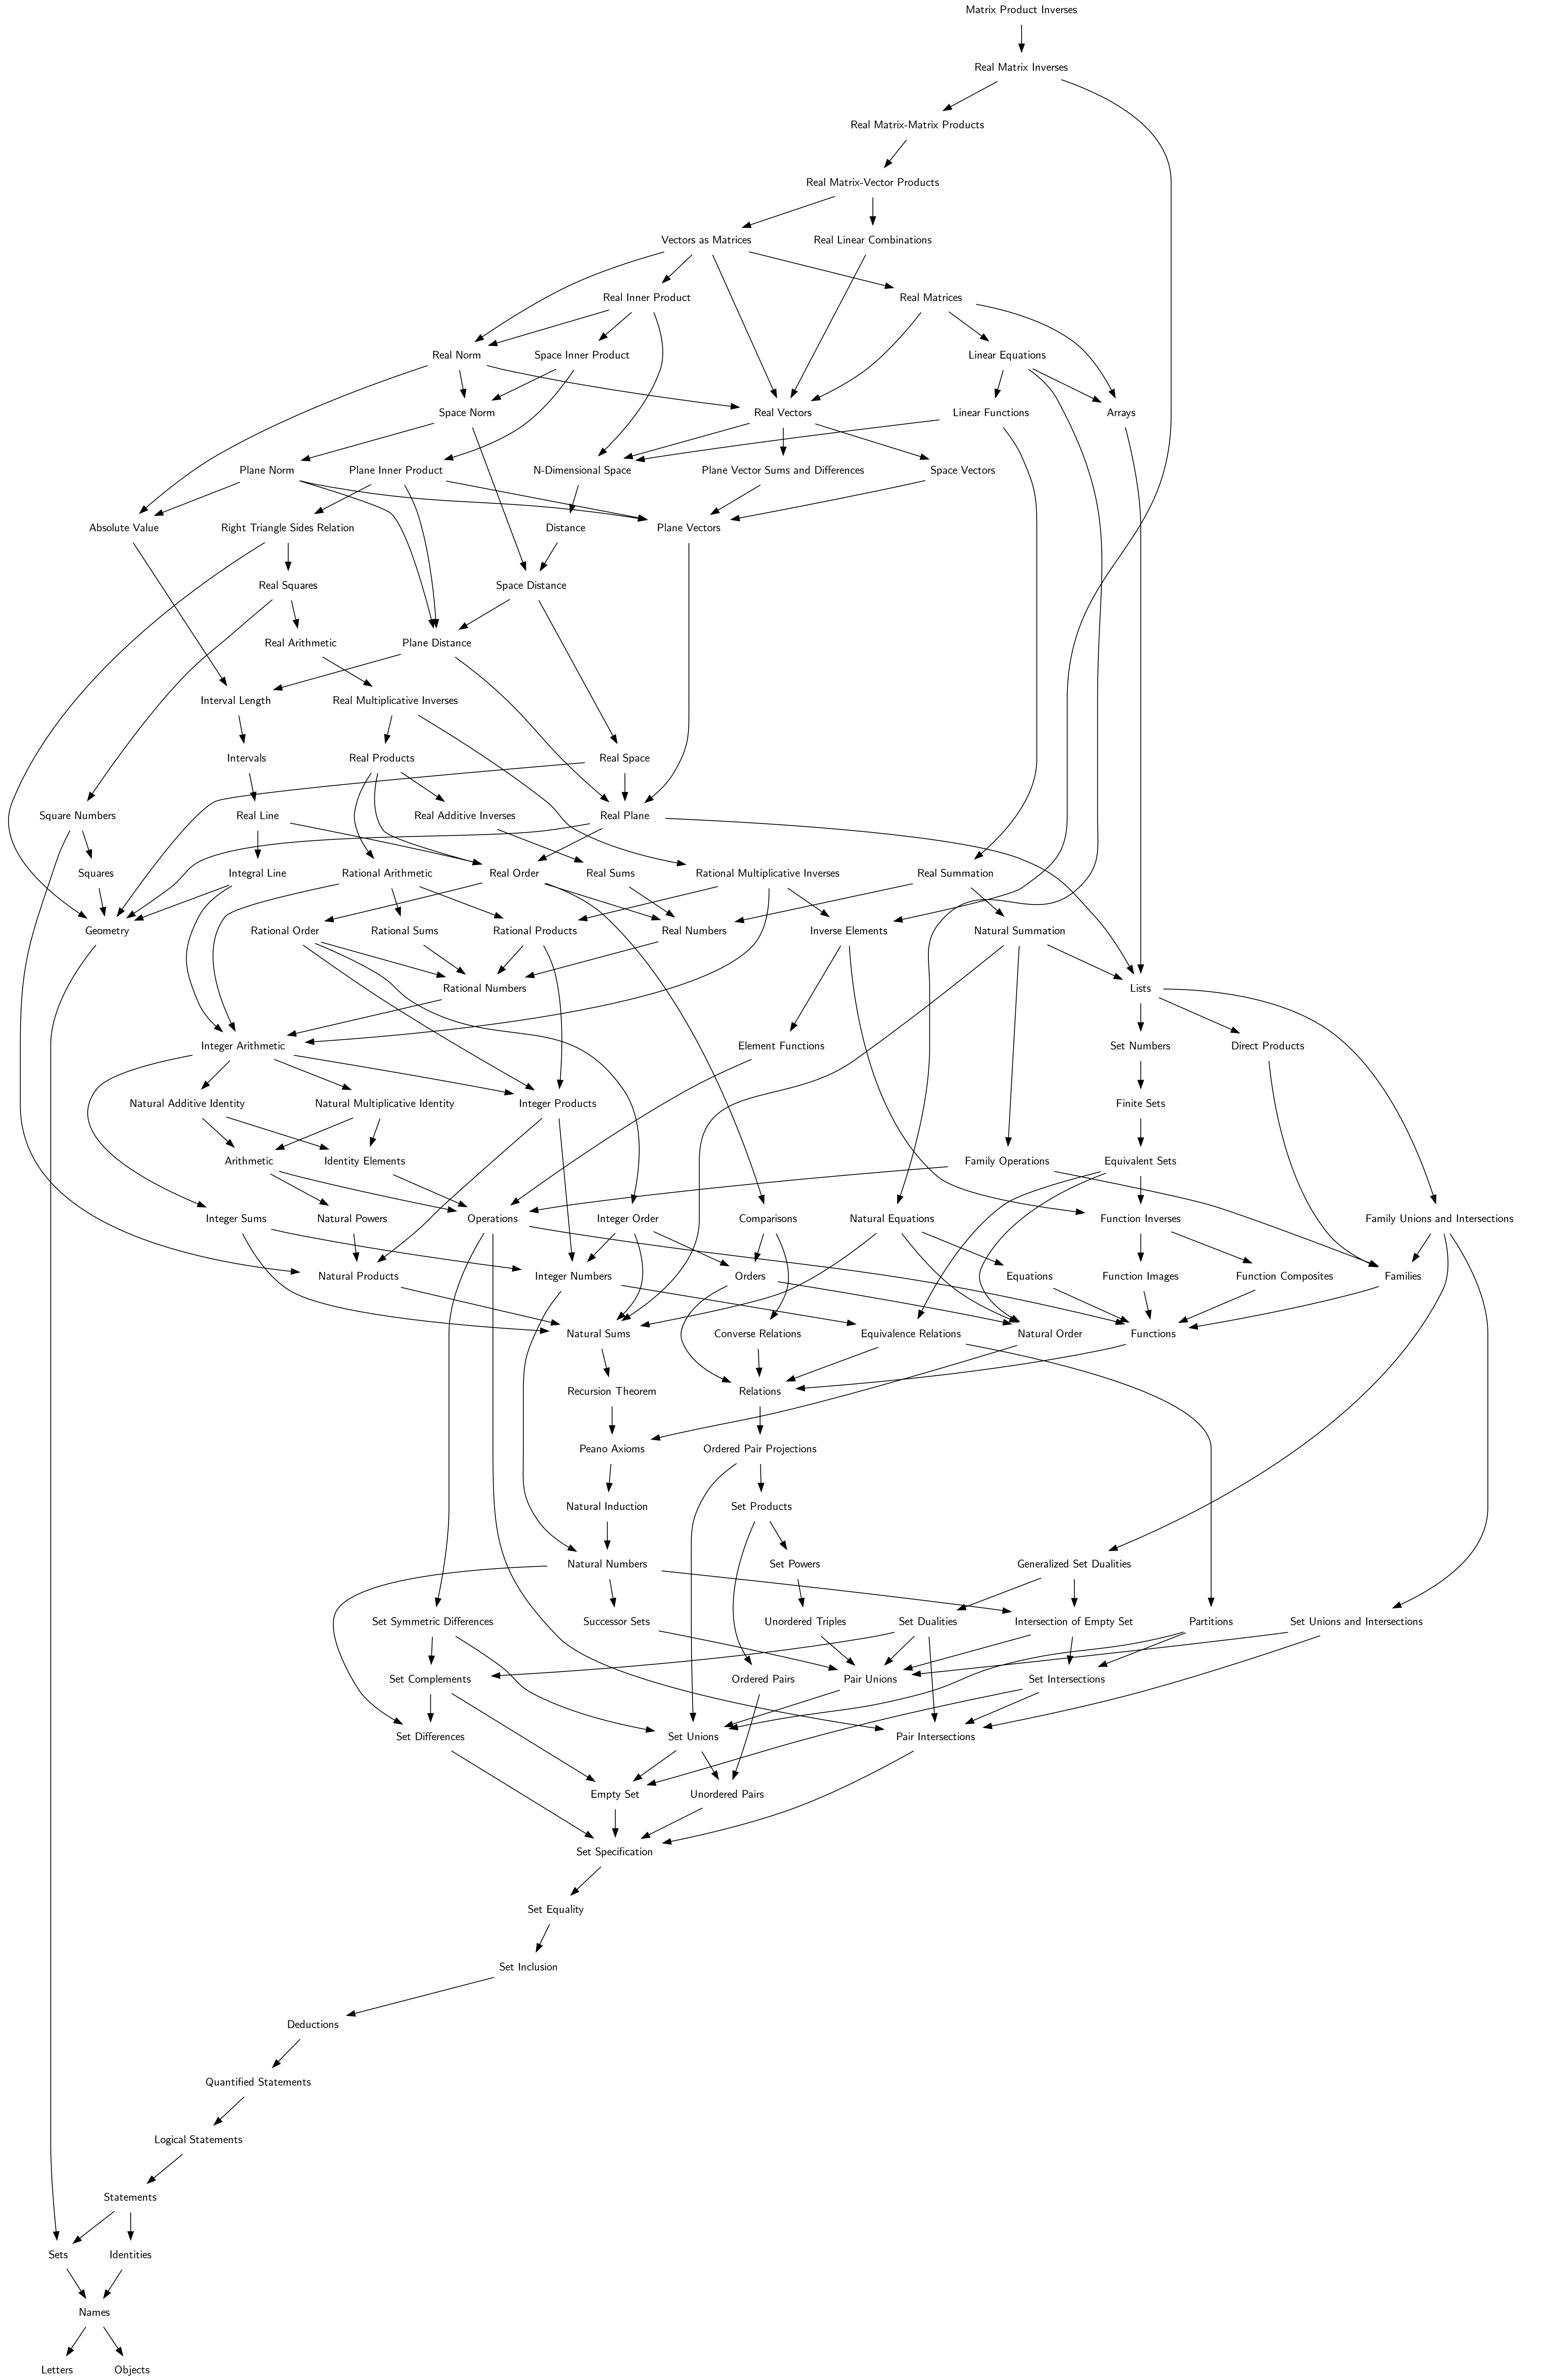 Matrix Product Inverses
Real Matrix Inverses
Real Matrix-Matrix Products
Real Matrix-Vector Products
Vectors as Matrices
Real Linear Combinations
Real Inner Product
Real Matrices
Real Norm
Space Inner Product
Linear Equations
Space Norm
Real Vectors
Linear Functions
Arrays
Plane Norm
Plane Inner Product
N-Dimensional Space
Plane Vector Sums and Differences
Space Vectors
Absolute Value
Right Triangle Sides Relation
Distance
Plane Vectors
Real Squares
Space Distance
Real Arithmetic
Plane Distance
Interval Length
Real Multiplicative Inverses
Intervals
Real Products
Real Space
Square Numbers
Real Line
Real Additive Inverses
Real Plane
Squares
Integral Line
Rational Arithmetic
Real Order
Real Sums
Rational Multiplicative Inverses
Real Summation
Geometry
Rational Order
Rational Sums
Rational Products
Real Numbers
Inverse Elements
Natural Summation
Rational Numbers
Lists
Integer Arithmetic
Element Functions
Set Numbers
Direct Products
Natural Additive Identity
Natural Multiplicative Identity
Integer Products
Finite Sets
Arithmetic
Identity Elements
Family Operations
Equivalent Sets
Integer Sums
Natural Powers
Operations
Integer Order
Comparisons
Natural Equations
Function Inverses
Family Unions and Intersections
Natural Products
Integer Numbers
Orders
Equations
Function Images
Function Composites
Families
Natural Sums
Converse Relations
Equivalence Relations
Natural Order
Functions
Recursion Theorem
Relations
Peano Axioms
Ordered Pair Projections
Natural Induction
Set Products
Natural Numbers
Set Powers
Generalized Set Dualities
Set Symmetric Differences
Successor Sets
Unordered Triples
Set Dualities
Intersection of Empty Set
Partitions
Set Unions and Intersections
Set Complements
Ordered Pairs
Pair Unions
Set Intersections
Set Differences
Set Unions
Pair Intersections
Empty Set
Unordered Pairs
Set Specification
Set Equality
Set Inclusion
Deductions
Quantified Statements
Logical Statements
Statements
Sets
Identities
Names
Letters
Objects